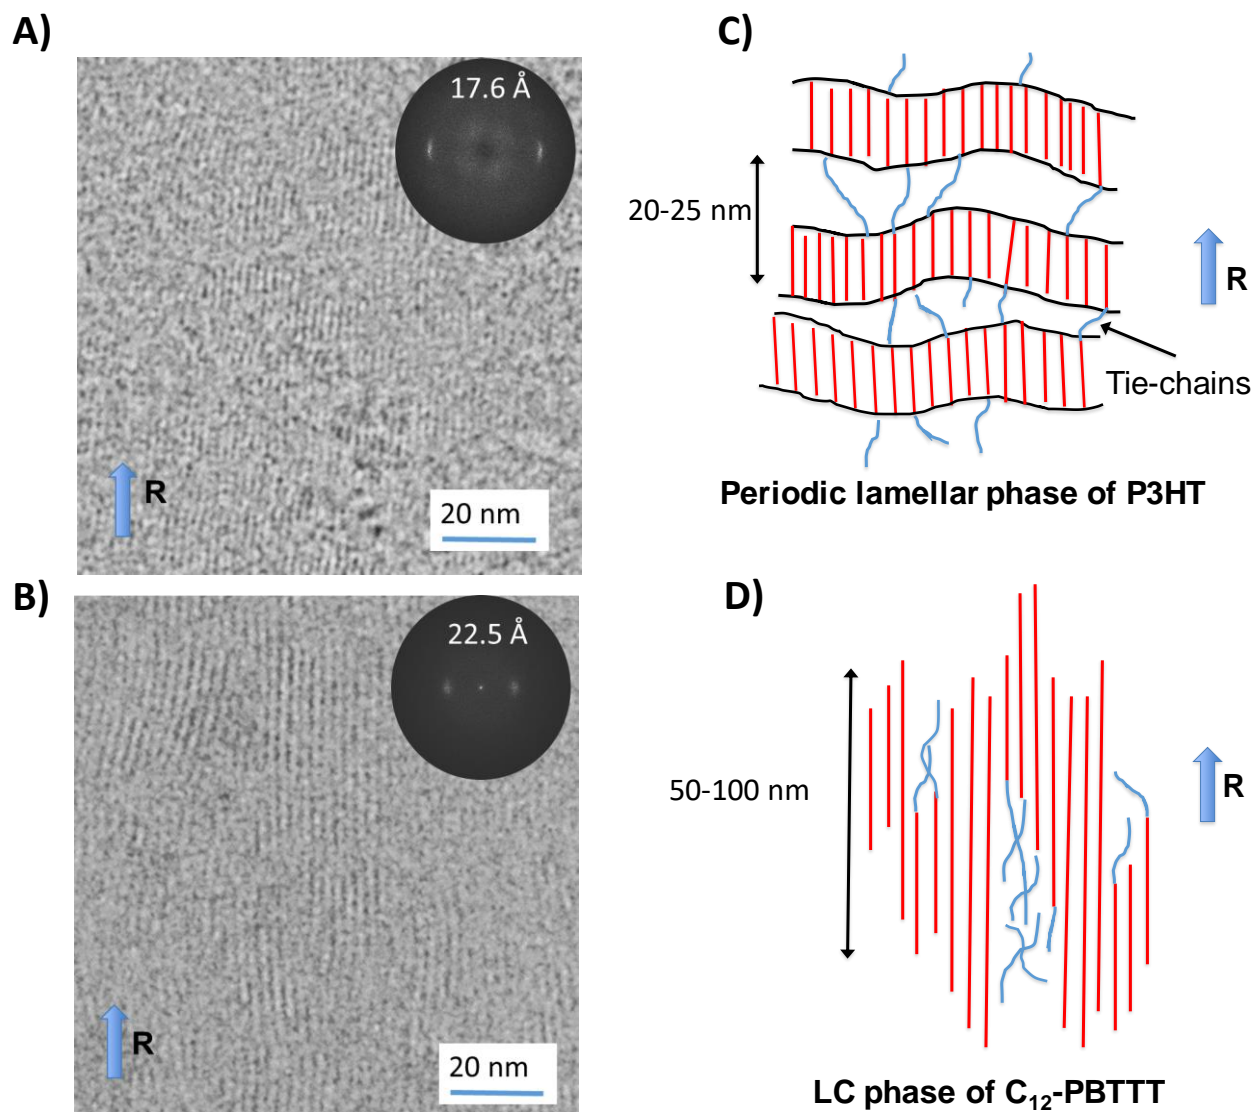 A)
17.6 Å
R
20 nm
B)
22.5 Å
R
20 nm
C)
20-25 nm
R
Tie-chains
Periodic lamellar phase of P3HT
D)
50-100 nm
R
LC phase of C₁₂-PBTTT